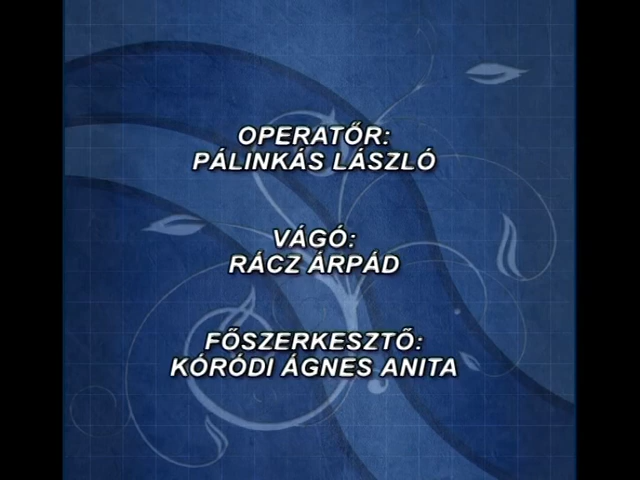 OPERATŐR:
PÁLINKÁS LÁSZLÓ
VÁGÓ:
RÁCZ ÁRPÁD
FŐSZERKESZTŐ:
KÓRÓDI ÁGNES ANITA